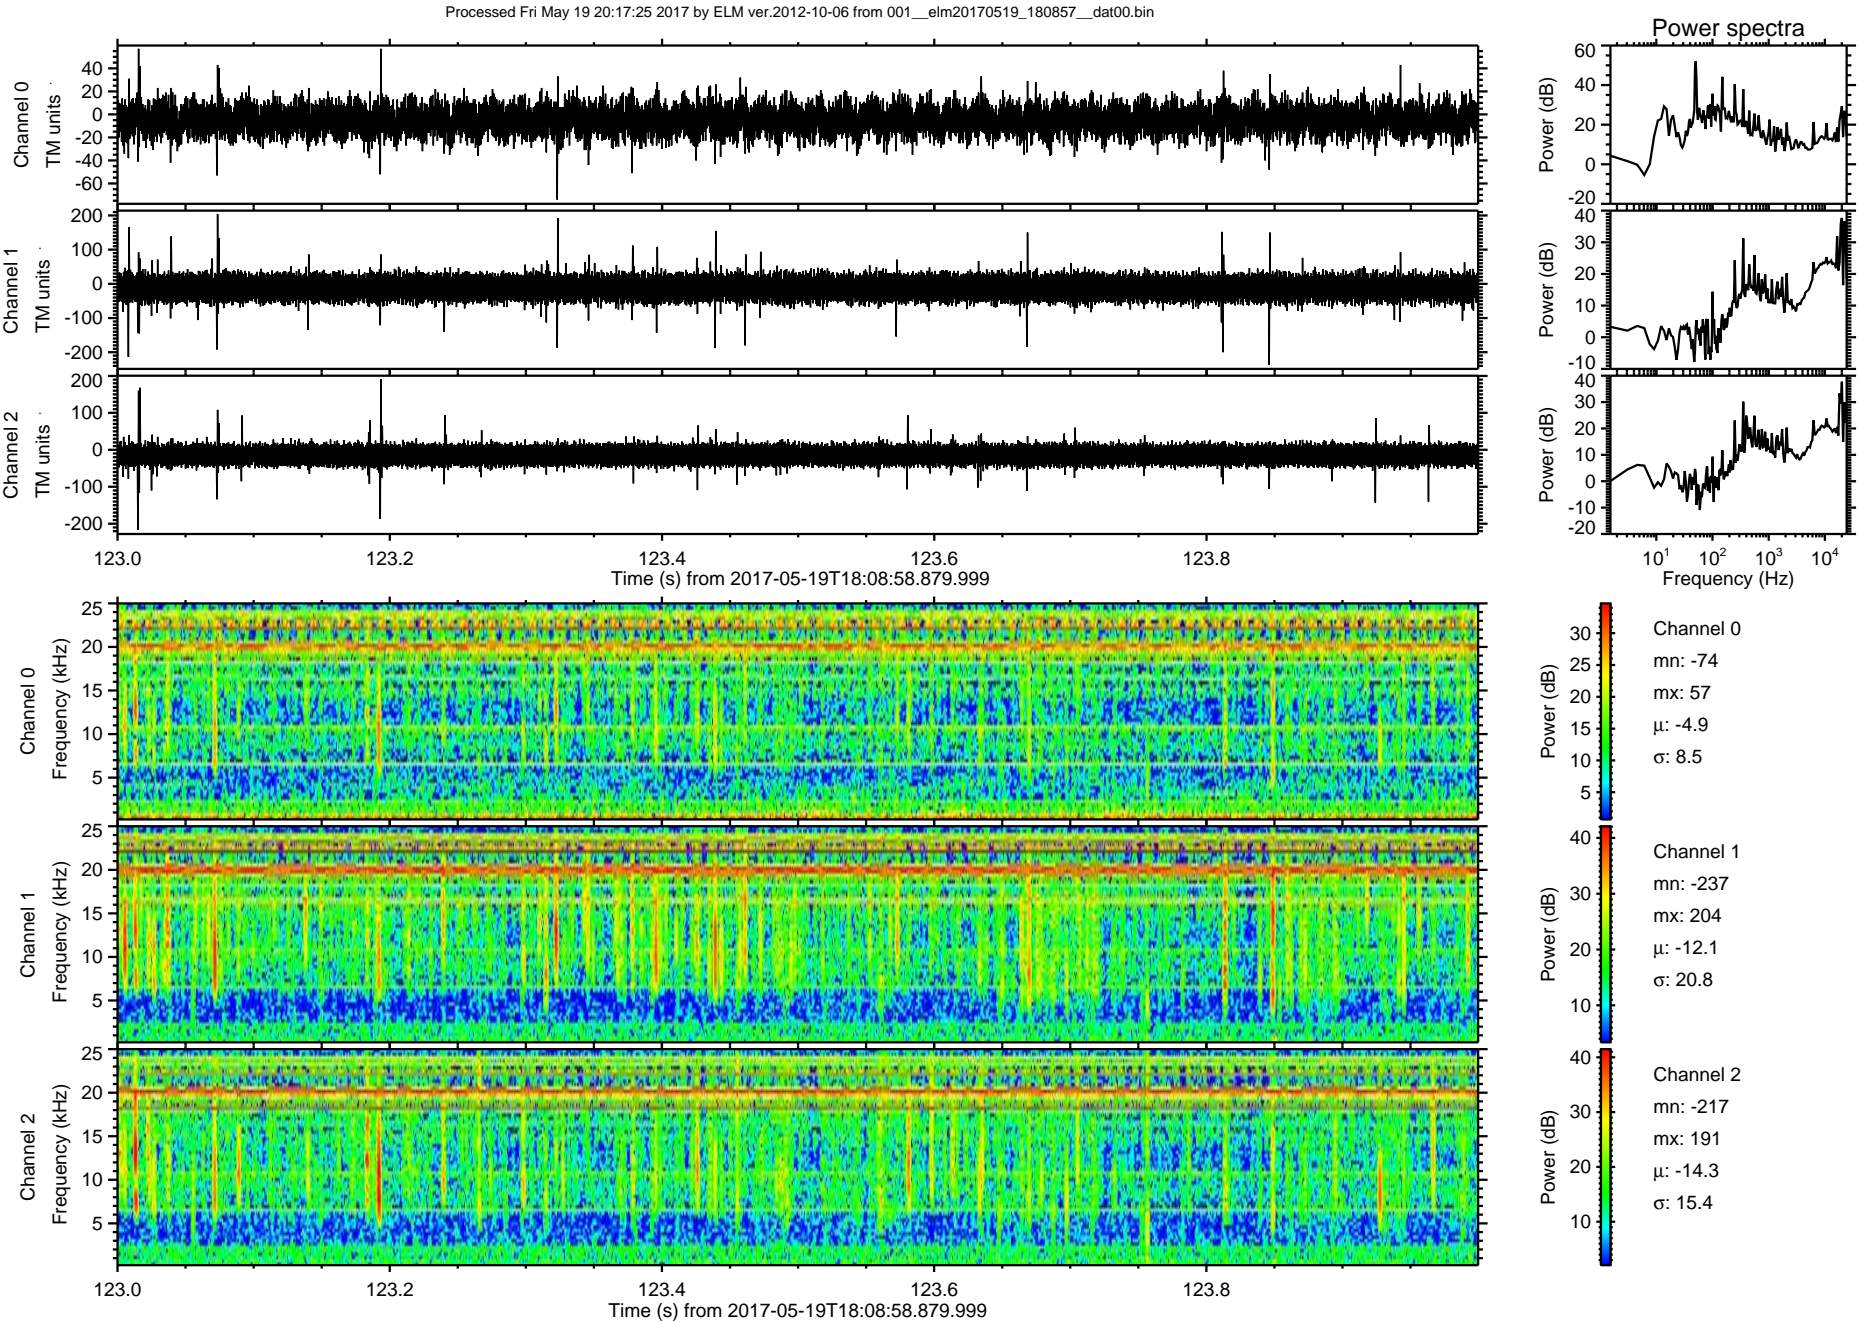 Processed Fri May 19 20:17:25 2017 by ELM ver.2012-10-06 from 001__elm20170519_180857__dat00.bin
Power spectra
Channel 0
TM units
40
20
0
-20
-40
-60
Power (dB)
60
40
20
0
-20
Channel 1
TM units
200
100
0
-100
-200
Power (dB)
40
30
20
10
0
-10
Channel 2
TM units
200
100
0
-100
-200
Power (dB)
40
30
20
10
0
-10
-20
123.0 123.2 123.4 123.6 123.8
Time (s) from 2017-05-19T18:08:58.879.999
10¹ 10² 10³ 10⁴
Frequency (Hz)
Channel 0
Frequency (kHz)
25
20
15
10
5
Power (dB)
30
25
20
15
10
5
Channel 0
mn: -74
mx: 57
μ: -4.9
σ: 8.5
Channel 1
Frequency (kHz)
25
20
15
10
5
Power (dB)
40
30
20
10
Channel 1
mn: -237
mx: 204
μ: -12.1
σ: 20.8
Channel 2
Frequency (kHz)
25
20
15
10
5
Power (dB)
40
30
20
10
Channel 2
mn: -217
mx: 191
μ: -14.3
σ: 15.4
123.0 123.2 123.4 123.6 123.8
Time (s) from 2017-05-19T18:08:58.879.999